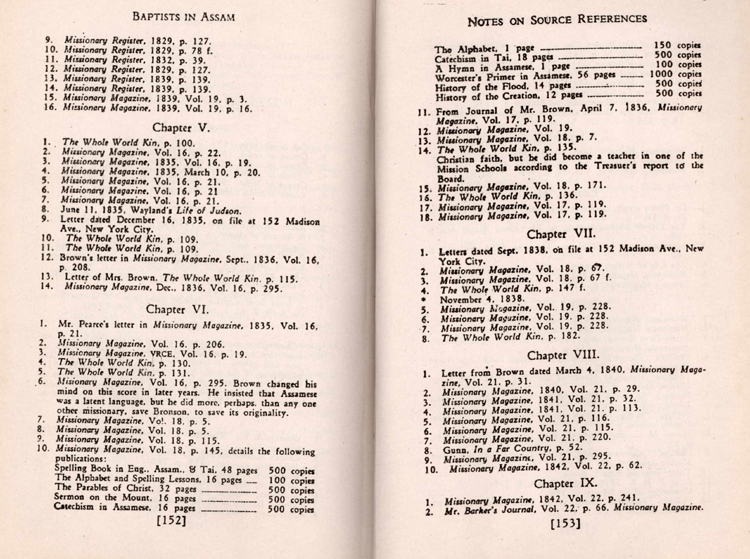 BAPTISTS IN ASSAM
9. Missionary Register, 1829, p. 127.
10. Missionary Register, 1829, p. 78 f.
11. Missionary Register, 1832, p. 39.
12. Missionary Register, 1829, p. 127.
13. Missionary Register, 1839, p. 139.
14. Missionary Register, 1839, p. 139.
15. Missionary Magazine, 1839, Vol. 19, p. 3.
16. Missionary Magazine, 1839, Vol. 19, p. 16.
Chapter V.
1. The Whole World Kin, p. 100.
2. Missionary Magazine, Vol. 16, p. 22.
3. Missionary Magazine, 1835, Vol. 16, p. 19.
4. Missionary Magazine, 1835, March 10, p. 20.
5. Missionary Magazine, Vol. 16, p. 21.
6. Missionary Magazine, Vol. 16, p. 21
7. Missionary Magazine, Vol. 16, p. 21.
8. June 11, 1835, Wayland's Life of Judson.
9. Letter dated December 16, 1835, on file at 152 Madison
Ave., New York City.
10. The Whole World Kin, p. 109.
11. The Whole World Kin, p. 109.
12. Brown's letter in Missionary Magazine, Sept., 1836, Vol. 16,
p. 208.
13. Letter of Mrs. Brown, The Whole World Kin, p. 115.
14. Missionary Magazine, Dec., 1836, Vol. 16, p. 295.
Chapter VI.
1. Mr. Pearce's letter in Missionary Magazine, 1835, Vol. 16,
p. 21.
2. Missionary Magazine, Vol. 16, p. 206.
3. Missionary Magazine, VRCE, Vol. 16, p. 19.
4. The Whole World Kin, p. 130.
5. The Whole World Kin, p. 131.
6. Misionary Magazine, Vol. 16, p. 295. Brown changed his
mind on this score in later years. He insisted that Assamese
was a latent language, but he did more, perhaps, than any one
other missionary, save Bronson, to save its originality.
7. Missionary Magazine, Vol. 18, p. 5.
8. Missionary Magazine, Vol. 18, p. 5.
9. Missionary Magazine, Vol. 18, p. 115.
10. Missionary Magazine, Vol. 18, p. 145, details the following
publications:
Spelling Book in Eng., Assam., & Tai, 48 pages 500 copies
The Alphabet and Spelling Lessons, 16 pages 100 copies
The Parables of Christ, 32 pages 500 copies
Sermon on the Mount, 16 pages 500 copies
Catechism in Assamese, 16 pages 500 copies
[152]
NOTES ON SOURCE REFERENCES
The Alphabet, 1 page 150 copies
Catechism in Tai, 18 pages 500 copies
A Hymn in Assamese, 1 page 100 copies
Worcester's Primer in Assamese, 56 pages 1000 copies
History of the Flood, 14 pages 500 copies
History of the Creation, 12 pages 500 copies
11. From Journal of Mr. Brown, April 7, 1836, Missionary
Magazine, Vol. 17, p. 119.
12. Missionary Magazine, Vol. 19.
13. Missionary Magazine, Vol. 18, p. 7.
14. The Whole World Kin, p. 135.
Christian faith, but he did become a teacher in one of the
Mission Schools according to the Treasuer's report to the
Board.
15. Missionary Magazine, Vol. 18, p. 171.
16. The Whole World Kin, p. 136.
17. Missionary Magazine, Vol. 17, p. 119.
18. Missionary Magazine, Vol. 17, p. 119.
Chapter VII.
1. Letters dated Sept. 1838, on file at 152 Madison Ave., New
York City.
2. Missionary Magazine, Vol. 18, p. 67.
3. Missionary Magazine, Vol. 18, p. 67 f.
4. The Whole World Kin, p. 147 f.
* November 4, 1838.
5. Missionary Magazine, Vol. 19, p. 228.
6. Missionary Magazine, Vol. 19, p. 228.
7. Missionary Magazine, Vol. 19, p. 228.
8. The Whole World Kin, p. 182.
Chapter VIII.
1. Letter from Brown dated March 4, 1840, Missionary Maga-
zine, Vol. 21, p. 31.
2. Missionary Magazine, 1840, Vol. 21, p. 29.
3. Missionary Magazine, 1841, Vol. 21, p. 32.
4. Missionary Magazine, 1841, Vol. 21, p. 113.
5. Missionary Magazine, Vol. 21, p. 116.
6. Missionary Magazine, Vol. 21, p. 115.
7. Missionary Magazine, Vol. 21, p. 220.
8. Gunn, In a Far Country, p. 52.
9. Missionary Magazine, Vol. 21, p. 295.
10. Missionary Magazine, 1842, Vol. 22, p. 62.
Chapter IX.
1. Missionary Magazine, 1842, Vol. 22, p. 241.
2. Mr. Barker's Journal, Vol. 22, p. 66, Missionary Magazine.
[153]